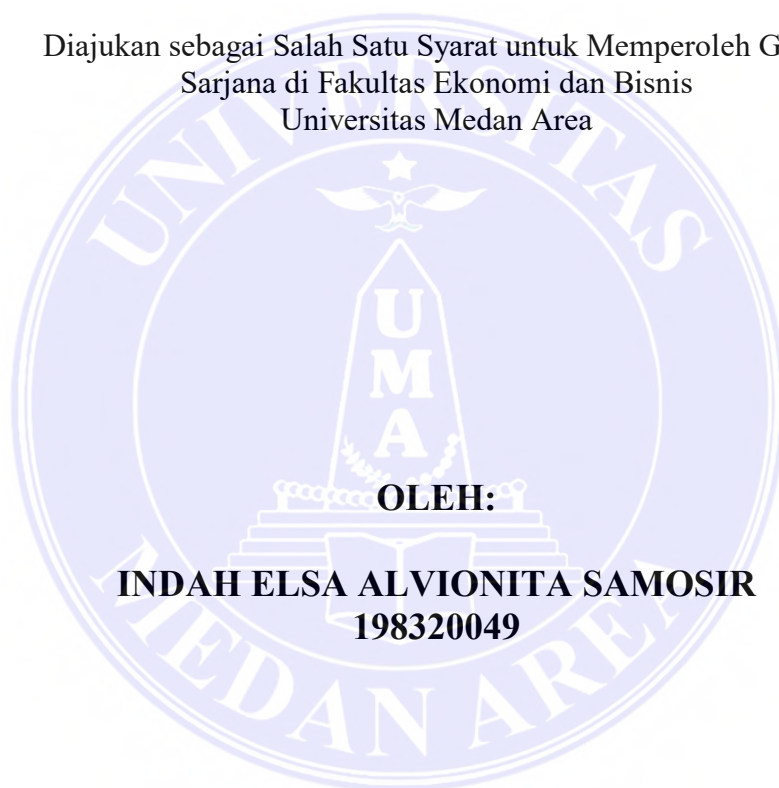 Diajukan sebagai Salah Satu Syarat untuk Memperoleh G
Sarjana di Fakultas Ekonomi dan Bisnis
Universitas Medan Area
UNIVERSITAS
UMA
OLEH:
INDAH ELSA ALVIONITA SAMOSIR
198320049
MEDAN AREA